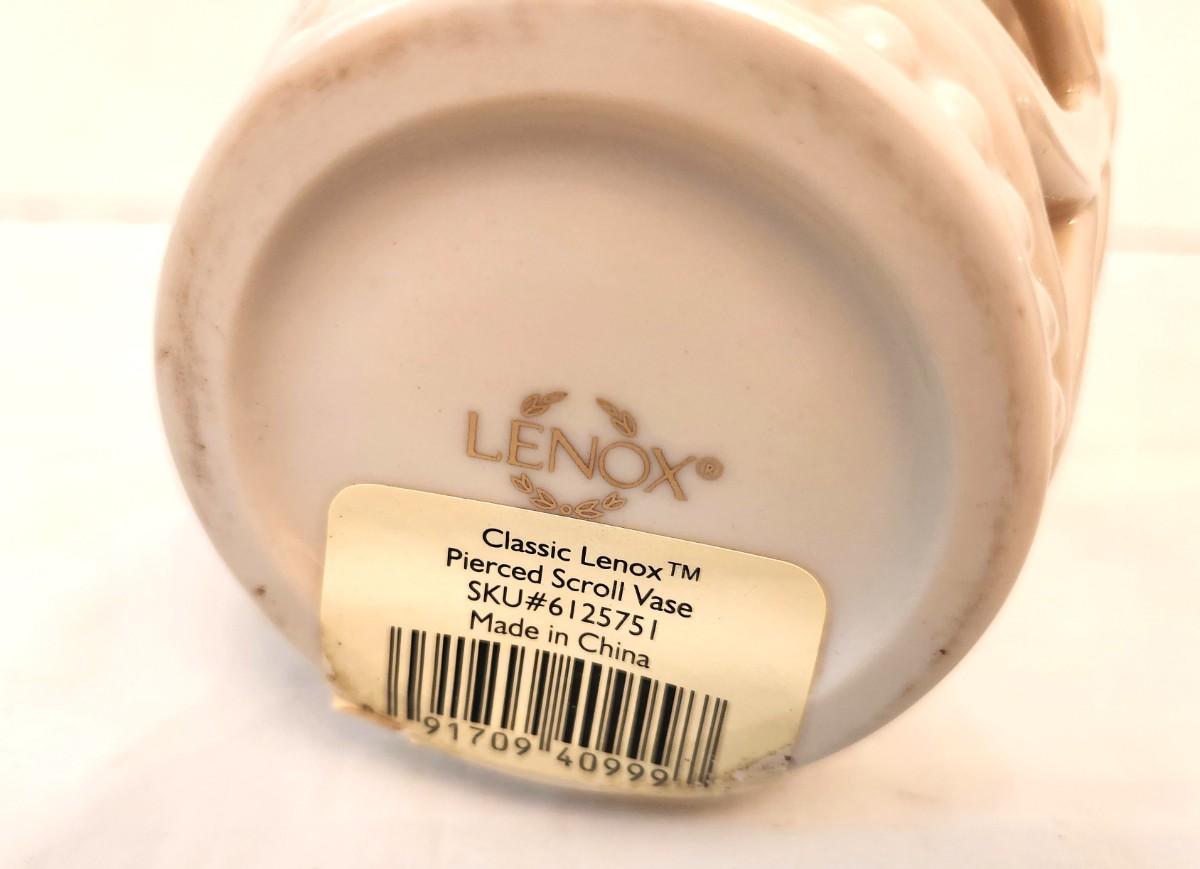 LENOX®
Classic Lenox™
Pierced Scroll Vase
SKU#6125751
Made in China
91709 40999